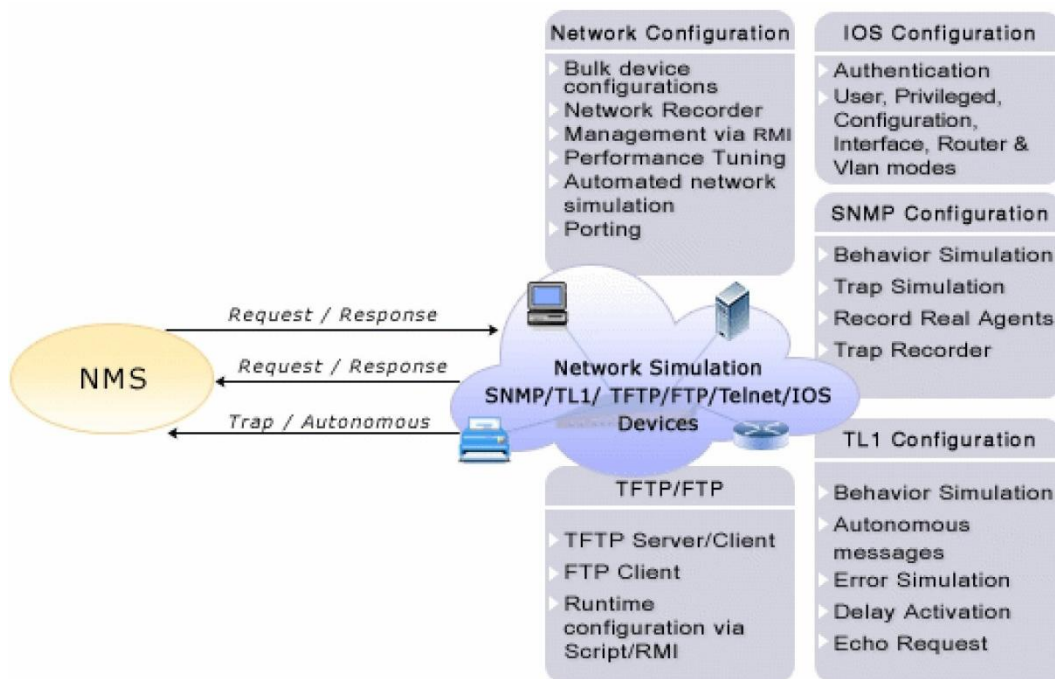 Network Configuration
Bulk device
configurations
Network Recorder
Management via RMI
Performance Tuning
Automated network
simulation
Porting
IOS Configuration
Authentication
User, Privileged,
Configuration,
Interface, Router &
Vlan modes
SNMP Configuration
Behavior Simulation
Trap Simulation
Record Real Agents
Trap Recorder
NMS
Request / Response
Request / Response
Trap / Autonomous
Network Simulation
SNMP/TL1/ TFTP/FTP/Telnet/IOS
Devices
TFTP/FTP
TFTP Server/Client
FTP Client
Runtime
configuration via
Script/RMI
TL1 Configuration
Behavior Simulation
Autonomous
messages
Error Simulation
Delay Activation
Echo Request